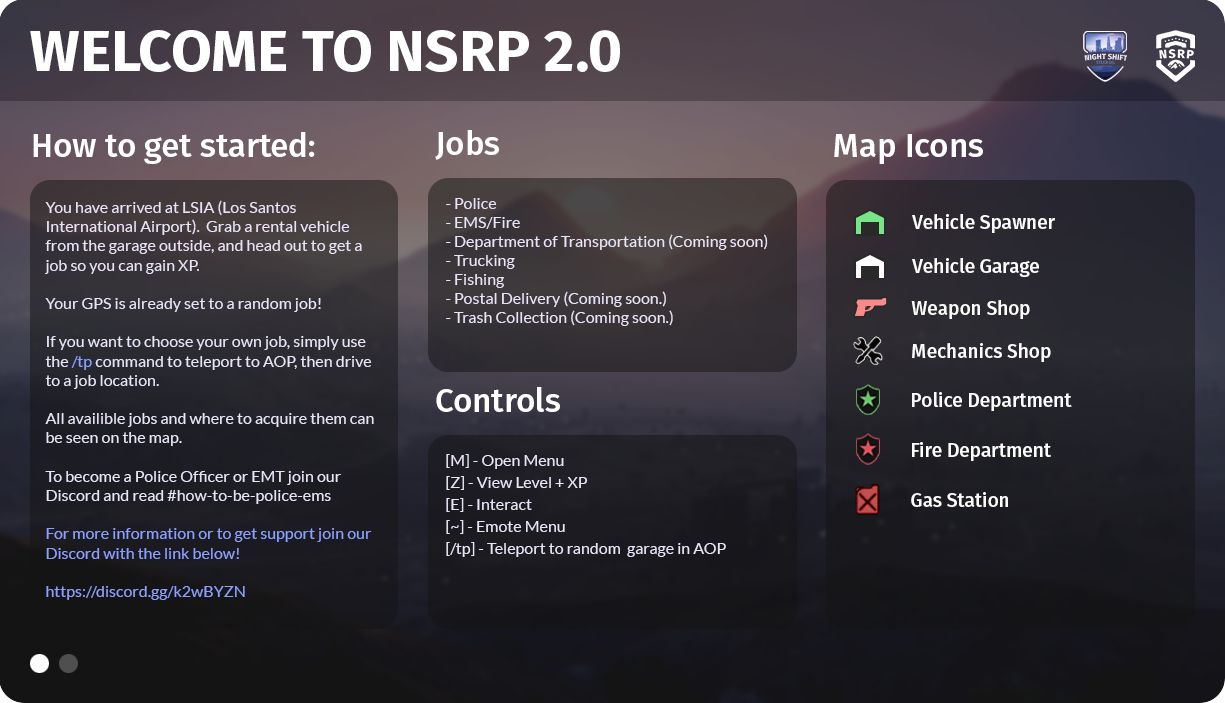 WELCOME TO NSRP 2.0
NIGHT SHIFT
NSRP
How to get started:
You have arrived at LSIA (Los Santos
International Airport).  Grab a rental vehicle
from the garage outside, and head out to get a
job so you can gain XP.
Your GPS is already set to a random job!
If you want to choose your own job, simply use
the /tp command to teleport to AOP, then drive
to a job location.
All availible jobs and where to acquire them can
be seen on the map.
To become a Police Officer or EMT join our
Discord and read #how-to-be-police-ems
For more information or to get support join our
Discord with the link below!
https://discord.gg/k2wBYZN
Jobs
- Police
- EMS/Fire
- Department of Transportation (Coming soon)
- Trucking
- Fishing
- Postal Delivery (Coming soon.)
- Trash Collection (Coming soon.)
Controls
[M] - Open Menu
[Z] - View Level + XP
[E] - Interact
[~] - Emote Menu
[/tp] - Teleport to random  garage in AOP
Map Icons
Vehicle Spawner
Vehicle Garage
Weapon Shop
Mechanics Shop
Police Department
Fire Department
Gas Station